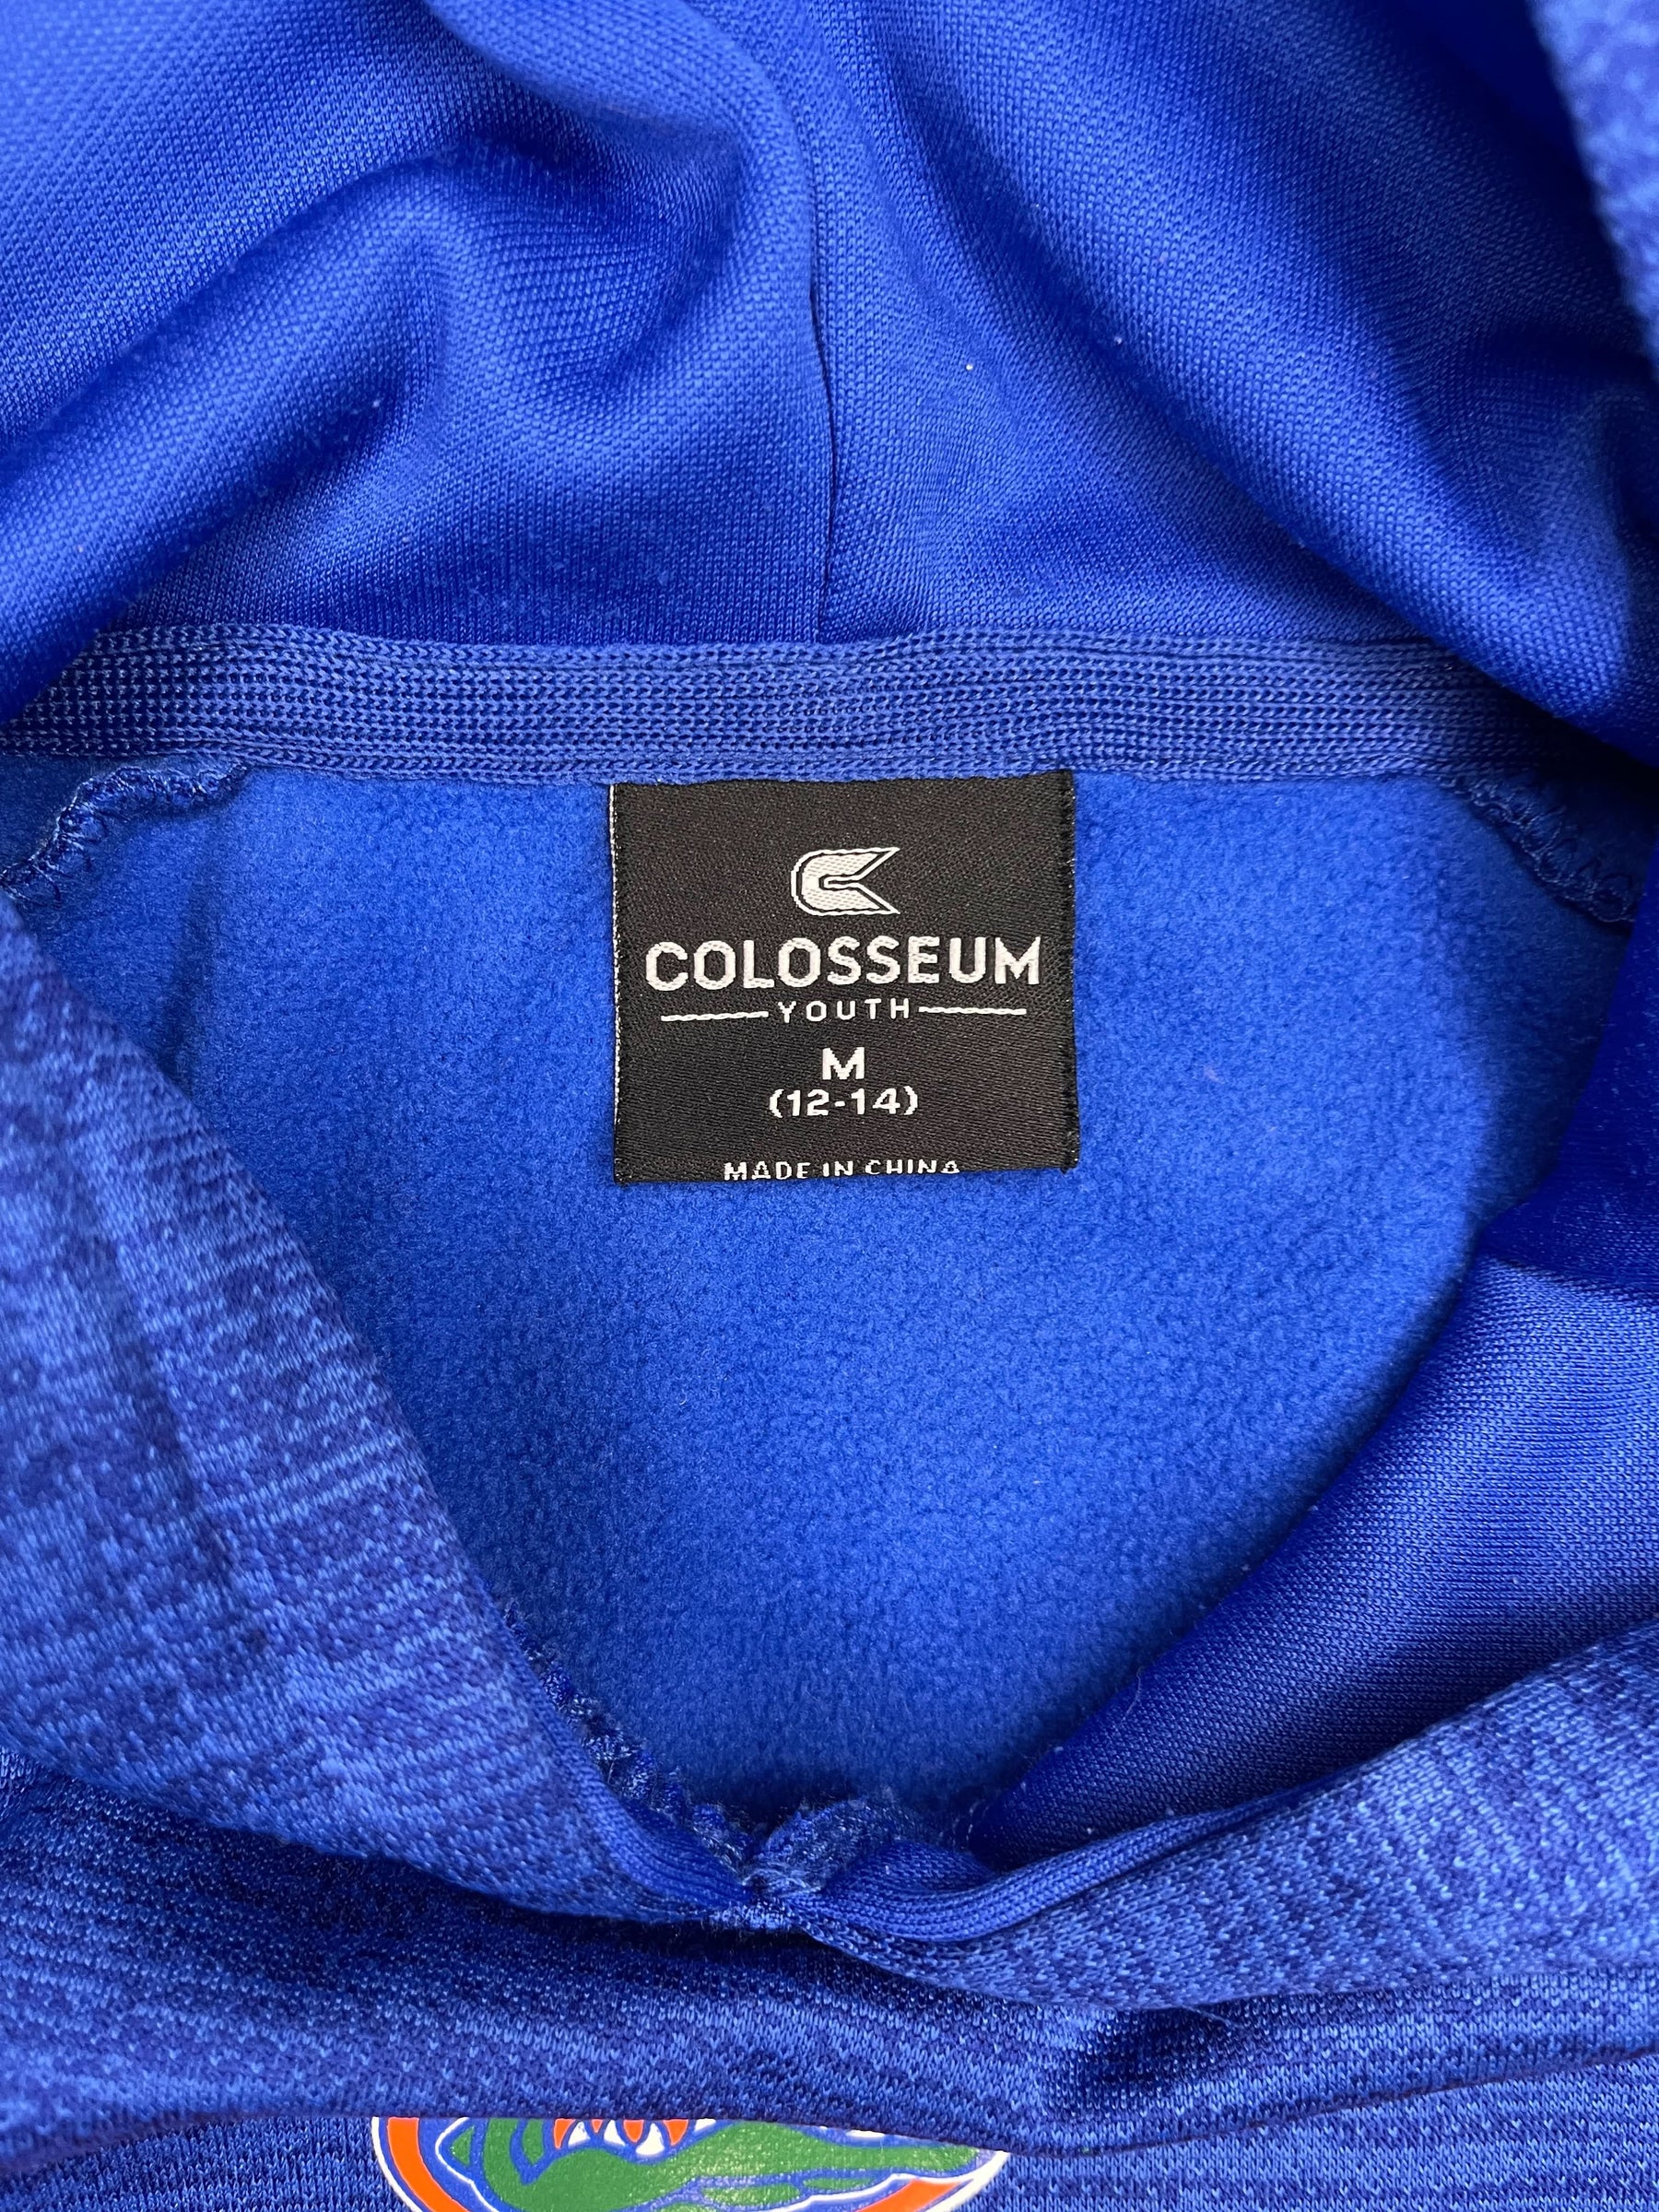 COLOSSEUM
YOUTH
M
(12-14)
MADE IN CHINA